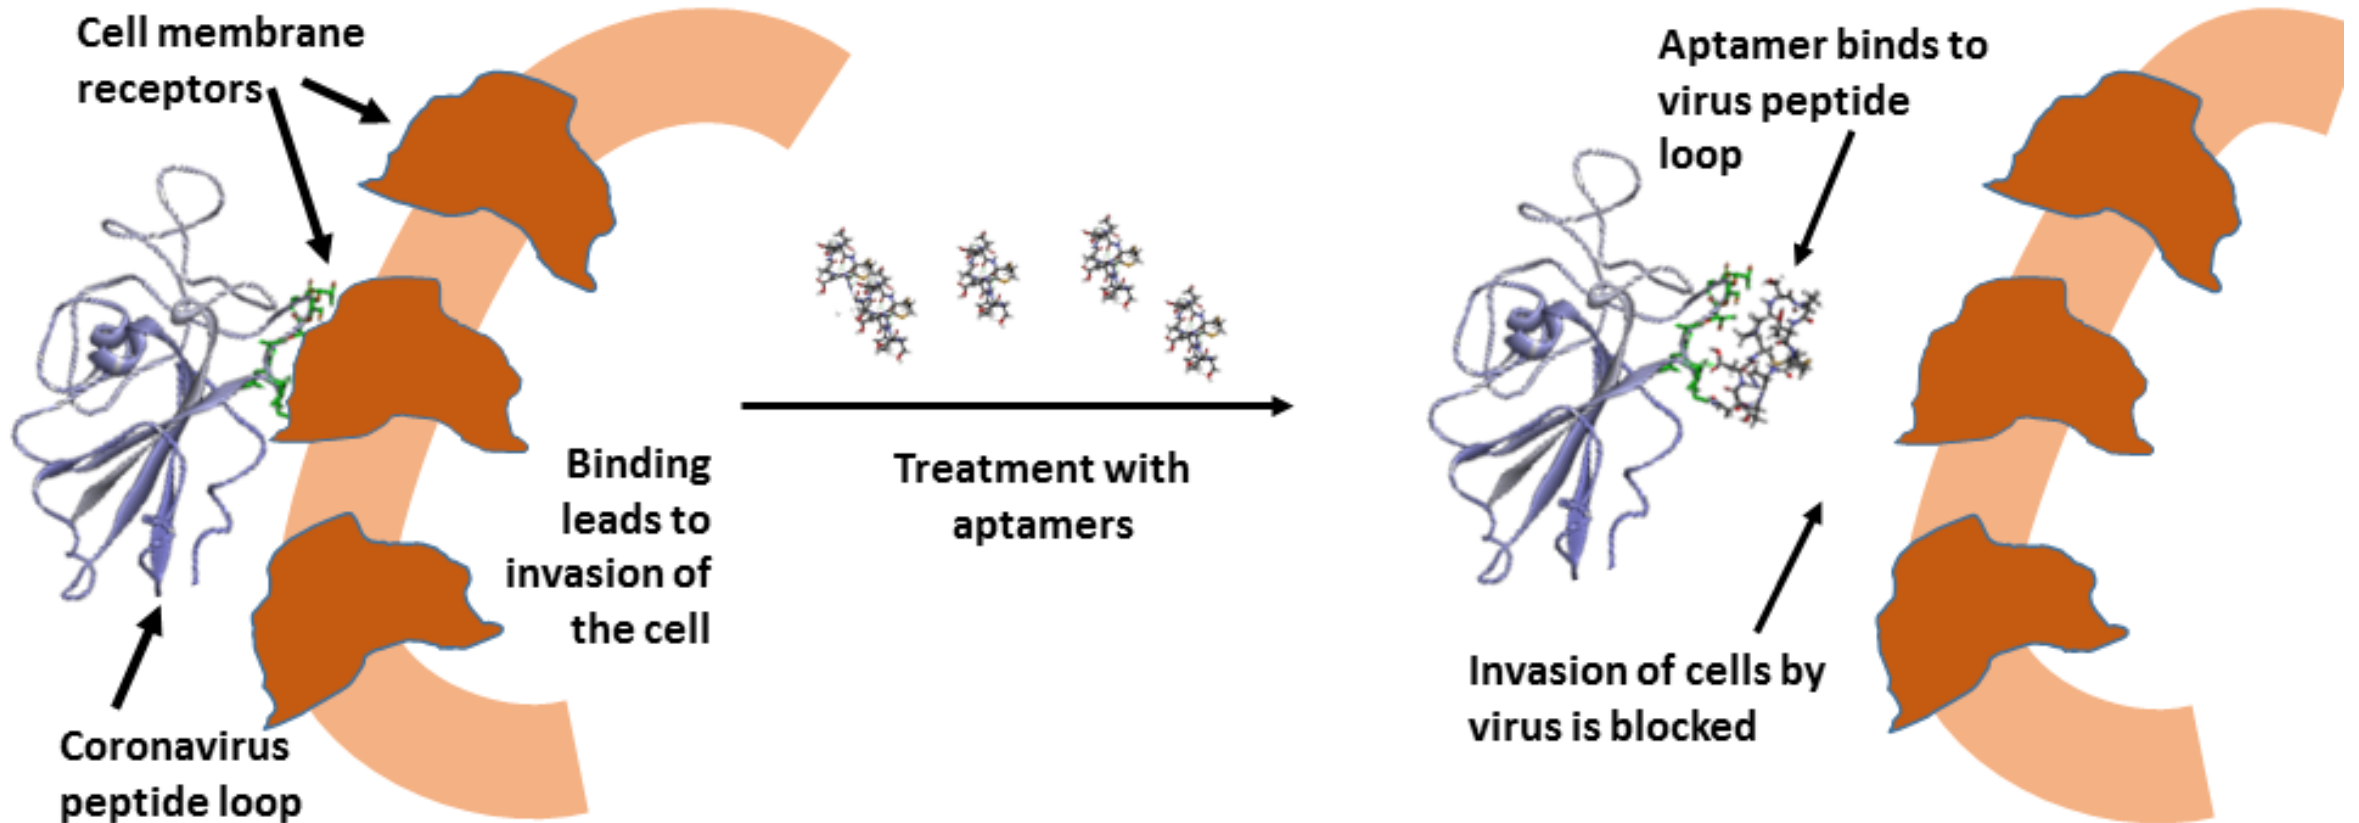 Cell membrane
receptors
Binding
leads to
invasion of
the cell
Coronavirus
peptide loop
Treatment with
aptamers
Aptamer binds to
virus peptide
loop
Invasion of cells by
virus is blocked